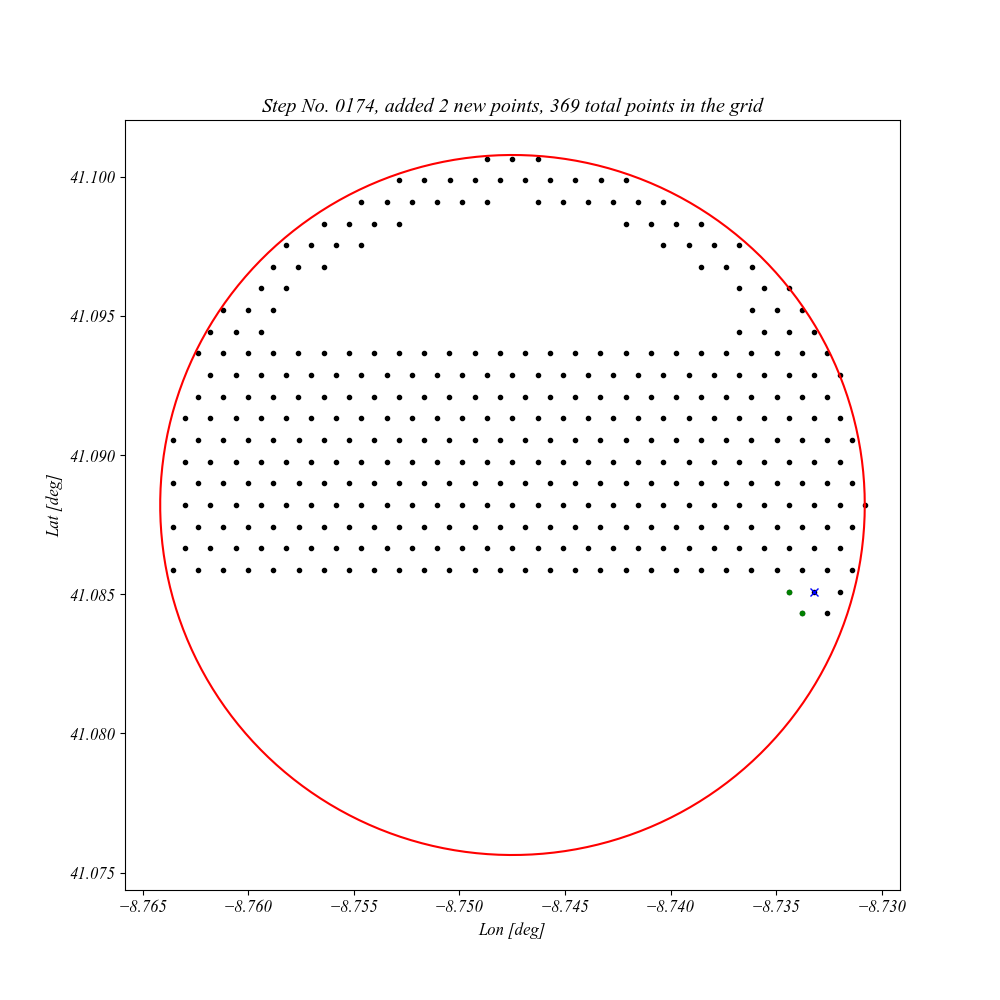 Step No. 0174, added 2 new points, 369 total points in the grid
41.100
41.095
41.090
41.085
41.080
41.075
Lat [deg]
−8.765 −8.760 −8.755 −8.750 −8.745 −8.740 −8.735 −8.730
Lon [deg]